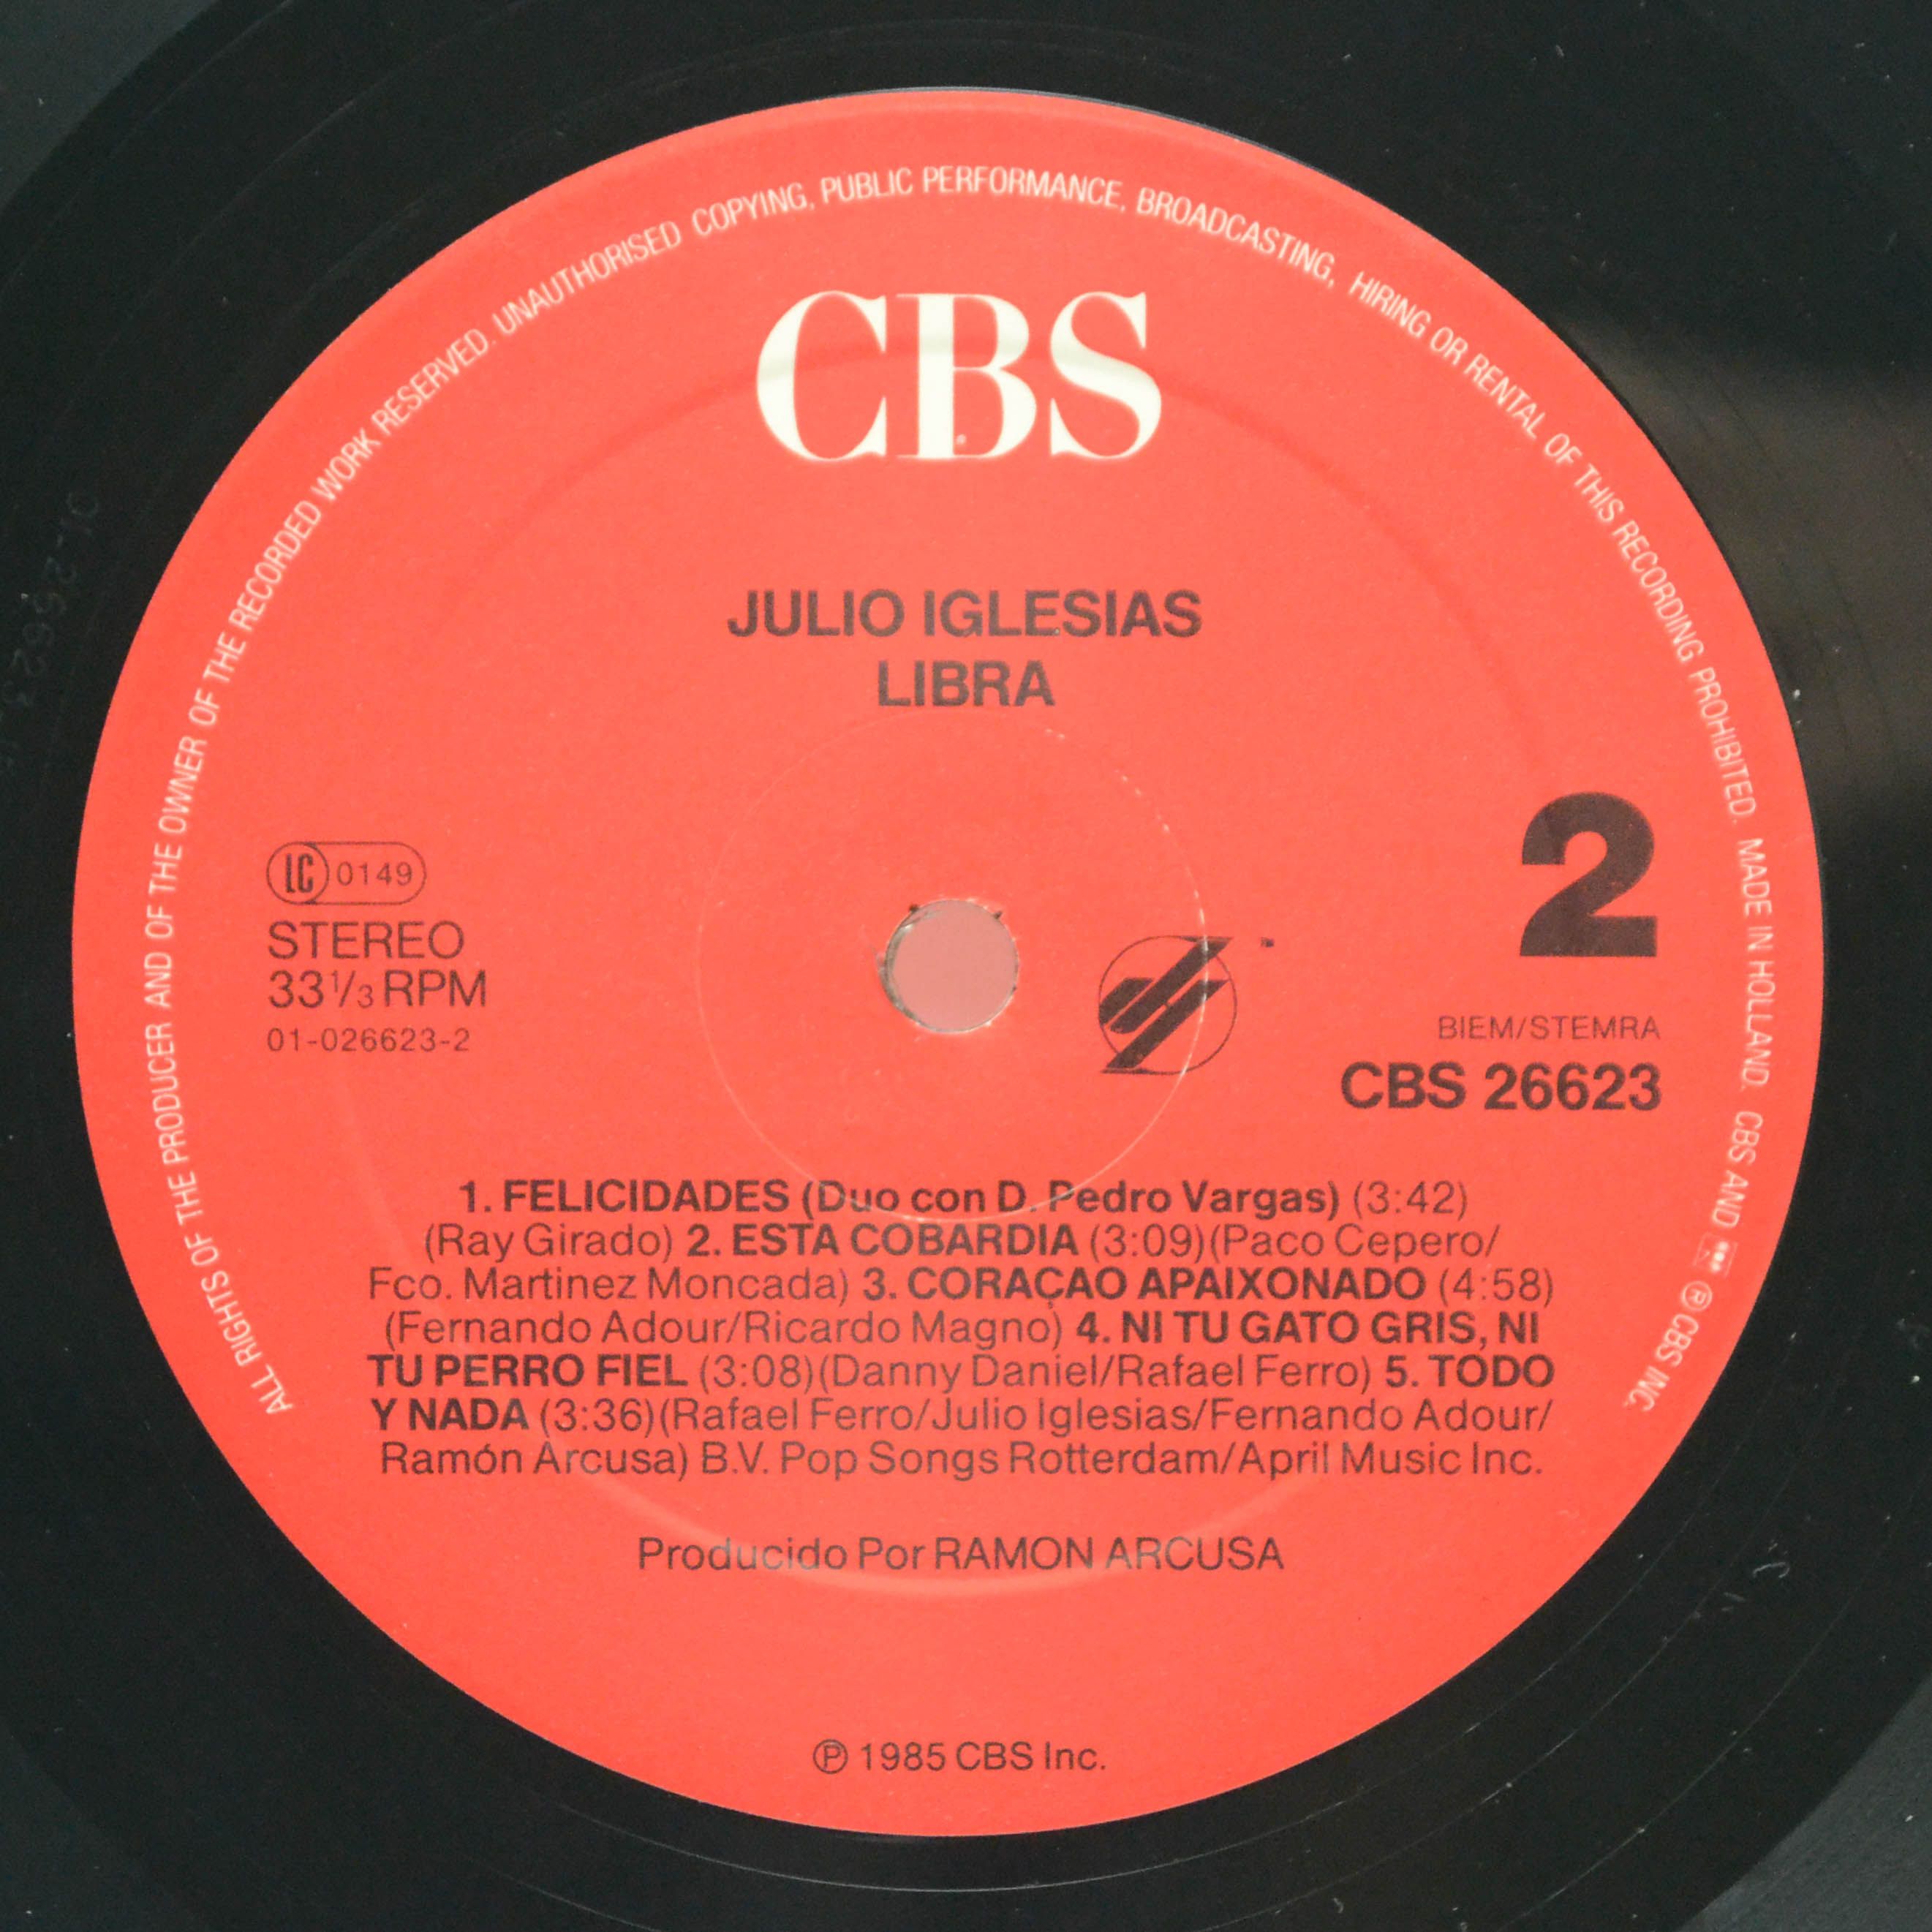 ALL RIGHTS OF THE PRODUCER AND OF THE OWNER OF THE RECORDED WORK RESERVED. UNAUTHORISED COPYING, PUBLIC PERFORMANCE, BROADCASTING, HIRING OR RENTAL OF THIS RECORDING PROHIBITED. MADE IN HOLLAND. CBS AND ® CBS INC
CBS
JULIO IGLESIAS
LIBRA
LC 0149
STEREO
33 1/3 RPM
01-026623-2
™
2
BIEM/STEMRA
CBS 26623
1. FELICIDADES (Duo con D. Pedro Vargas) (3:42)
(Ray Girado) 2. ESTA COBARDIA (3:09)(Paco Cepero/
Fco. Martinez Moncada) 3. CORAÇAO APAIXONADO (4:58)
(Fernando Adour/Ricardo Magno) 4. NI TU GATO GRIS, NI
TU PERRO FIEL (3:08)(Danny Daniel/Rafael Ferro) 5. TODO
Y NADA (3:36)(Rafael Ferro/Julio Iglesias/Fernando Adour/
Ramón Arcusa) B.V. Pop Songs Rotterdam/April Music Inc.
Producido Por RAMON ARCUSA
℗ 1985 CBS Inc.